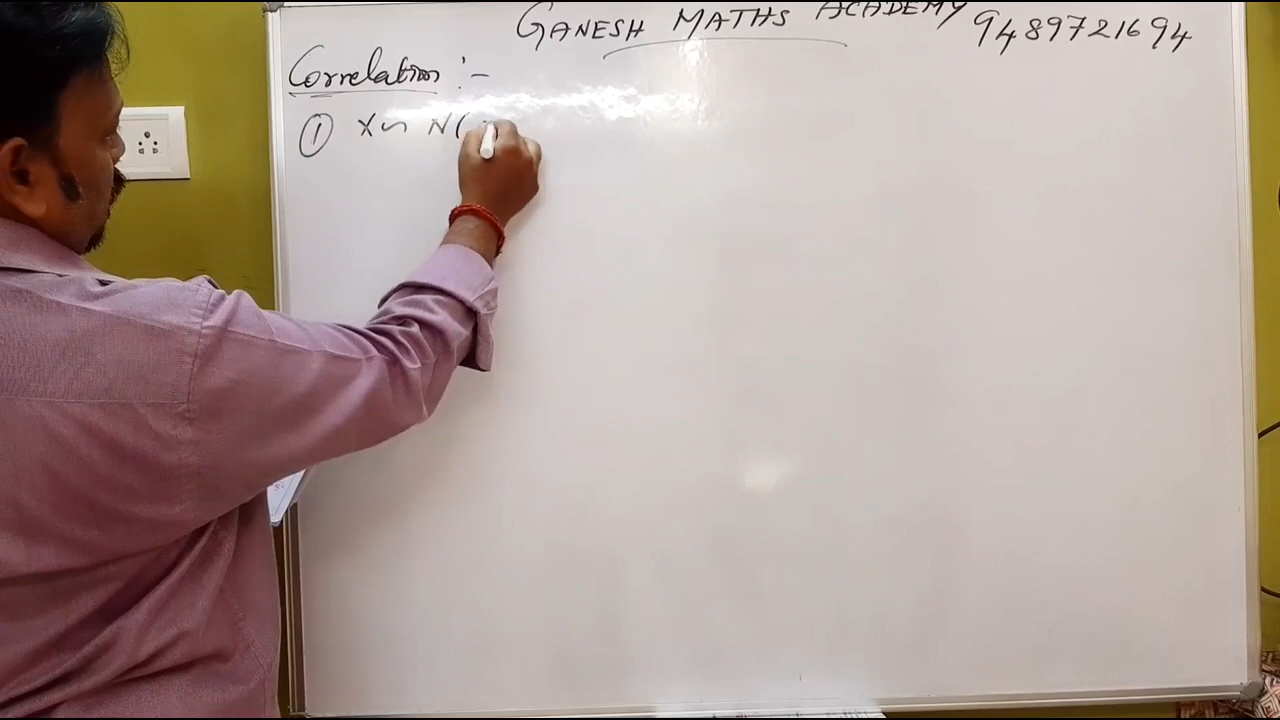 GANESH MATHS ACADEMY 9489721694
Correlation :-
① X ~ N(